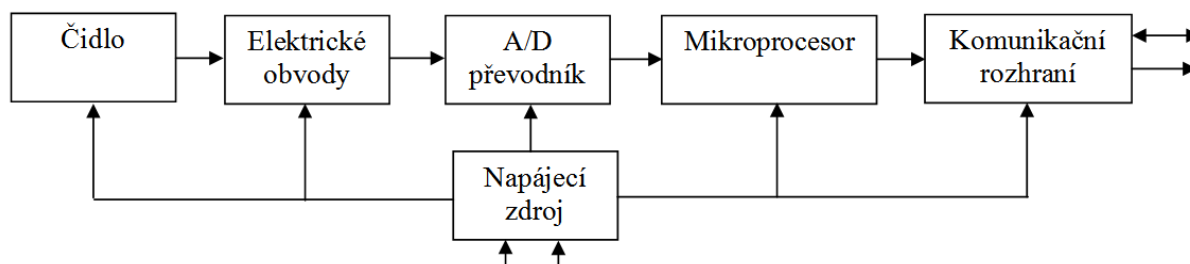 Čidlo
Elektrické
obvody
A/D
převodník
Mikroprocesor
Komunikační
rozhraní
Napájecí
zdroj